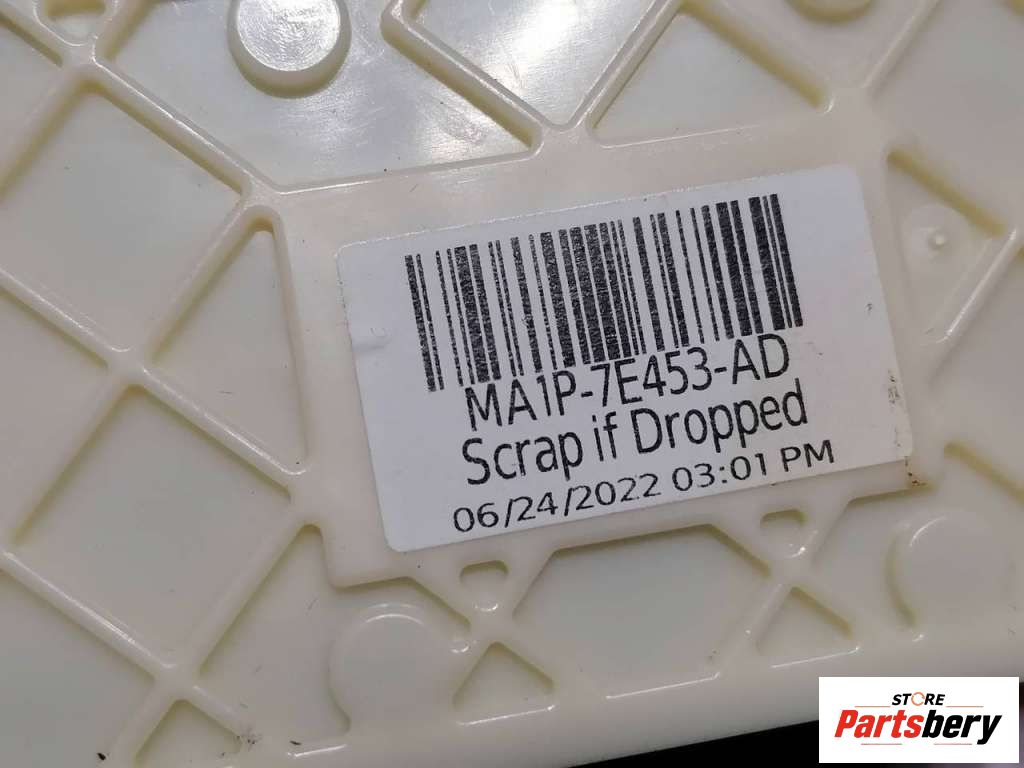 MA1P-7E453-AD
Scrap if Dropped
06/24/2022 03:01 PM
STORE
Partsbery